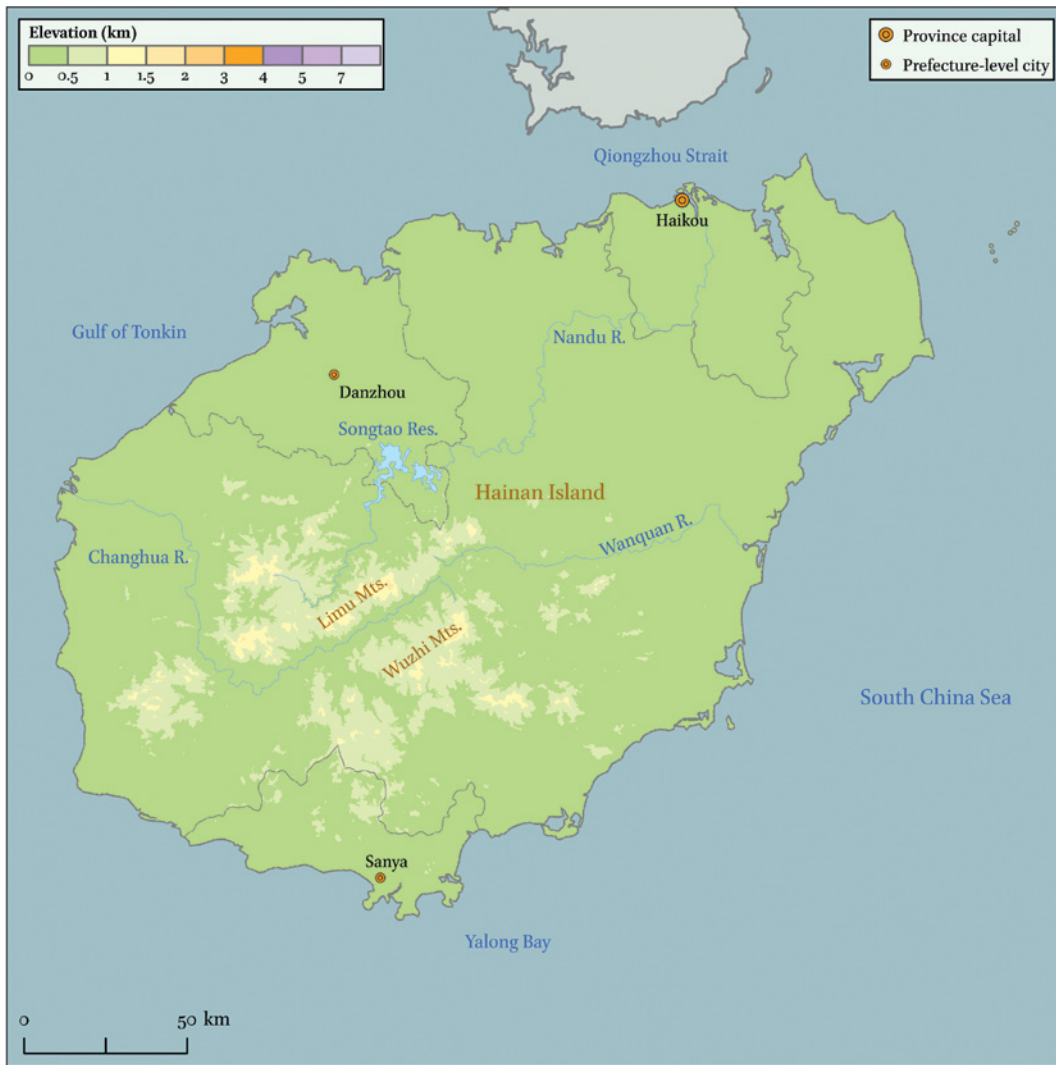 Elevation (km)
0 0.5 1 1.5 2 3 4 5 7
Province capital
Prefecture-level city
Qiongzhou Strait
Haikou
Gulf of Tonkin
Nandu R.
Danzhou
Songtao Res.
Hainan Island
Wanquan R.
Changhua R.
Limu Mts.
Wuzhi Mts.
South China Sea
Sanya
Yalong Bay
0 50 km